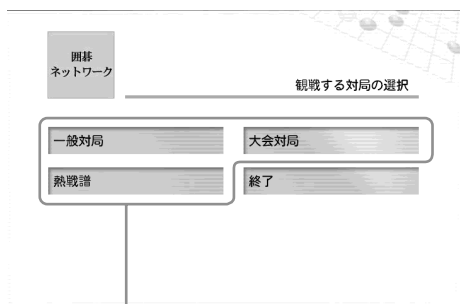 囲碁
ネットワーク
観戦する対局の選択
一般対局
大会対局
熱戦譜
終了